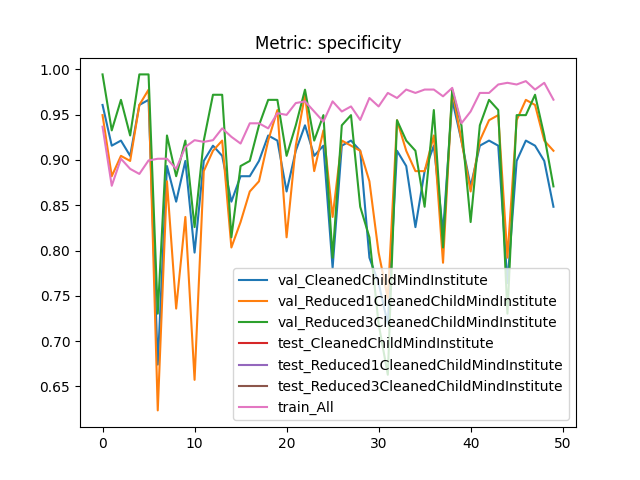 Metric: specificity
1.00
0.95
0.90
0.85
0.80
0.75
0.70
0.65
0
10
20
30
40
50
val_CleanedChildMindInstitute
val_Reduced1CleanedChildMindInstitute
val_Reduced3CleanedChildMindInstitute
test_CleanedChildMindInstitute
test_Reduced1CleanedChildMindInstitute
test_Reduced3CleanedChildMindInstitute
train_All